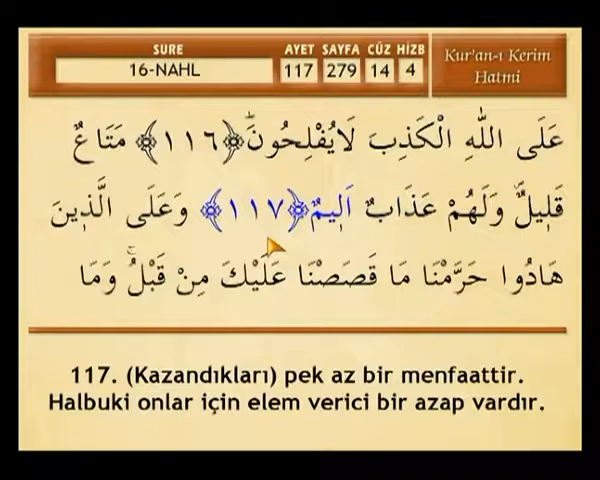 SURE AYET SAYFA CÜZ HİZB
16-NAHL 117 279 14 4
Kur'an-ı Kerim
Hatmi
عَلَى اللّٰهِ الْكَذِبَ لَايُفْلِحُونَۜ ﴿١١٦﴾ مَتَاعٌ
قَل۪يلٌۖ وَلَهُمْ عَذَابٌ اَل۪يمٌ ﴿١١٧﴾ وَعَلَى الَّذ۪ينَ
هَادُوا حَرَّمْنَا مَا قَصَصْنَا عَلَيْكَ مِنْ قَبْلُۚ وَمَا
117. (Kazandıkları) pek az bir menfaattir.
Halbuki onlar için elem verici bir azap vardır.